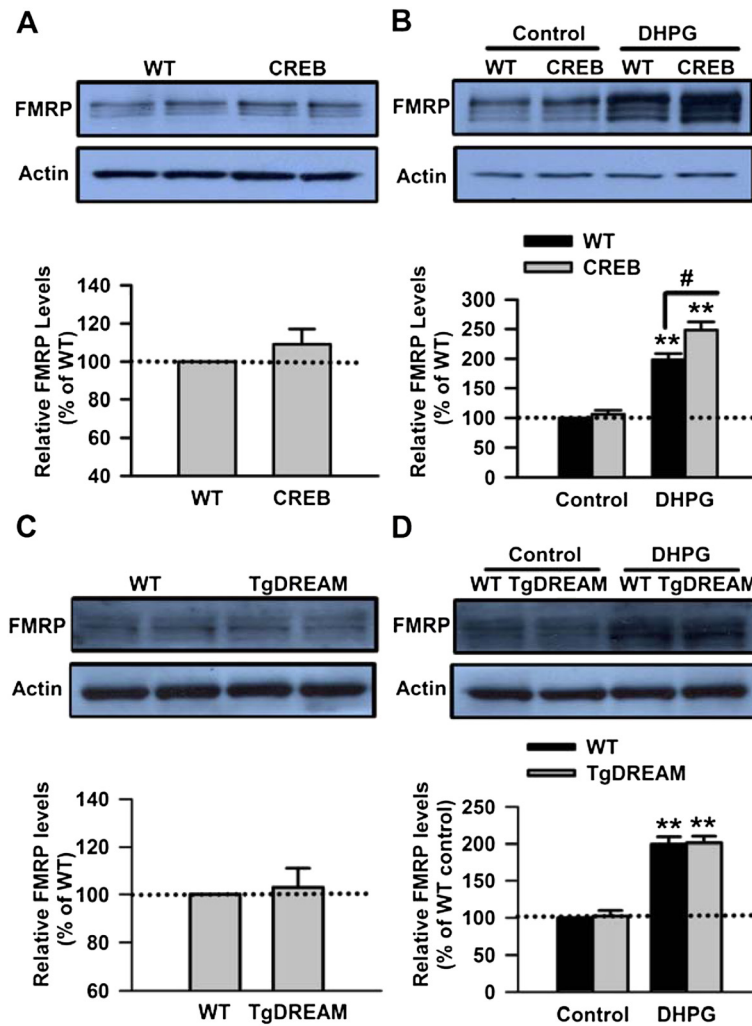 A
WT CREB
FMRP
Actin
Relative FMRP Levels
(% of WT)
140
120
100
80
60
40
WT CREB
B
Control DHPG
WT CREB WT CREB
FMRP
Actin
WT
CREB
Relative FMRP Levels
(% of WT)
300
250
200
150
100
50
0
#
** **
Control DHPG
C
WT TgDREAM
FMRP
Actin
Relative FMRP levels
(% of WT)
140
120
100
80
60
WT TgDREAM
D
Control DHPG
WT TgDREAM WT TgDREAM
FMRP
Actin
WT
TgDREAM
Relative FMRP levels
(% of WT control)
250
200
150
100
50
0
** **
Control DHPG